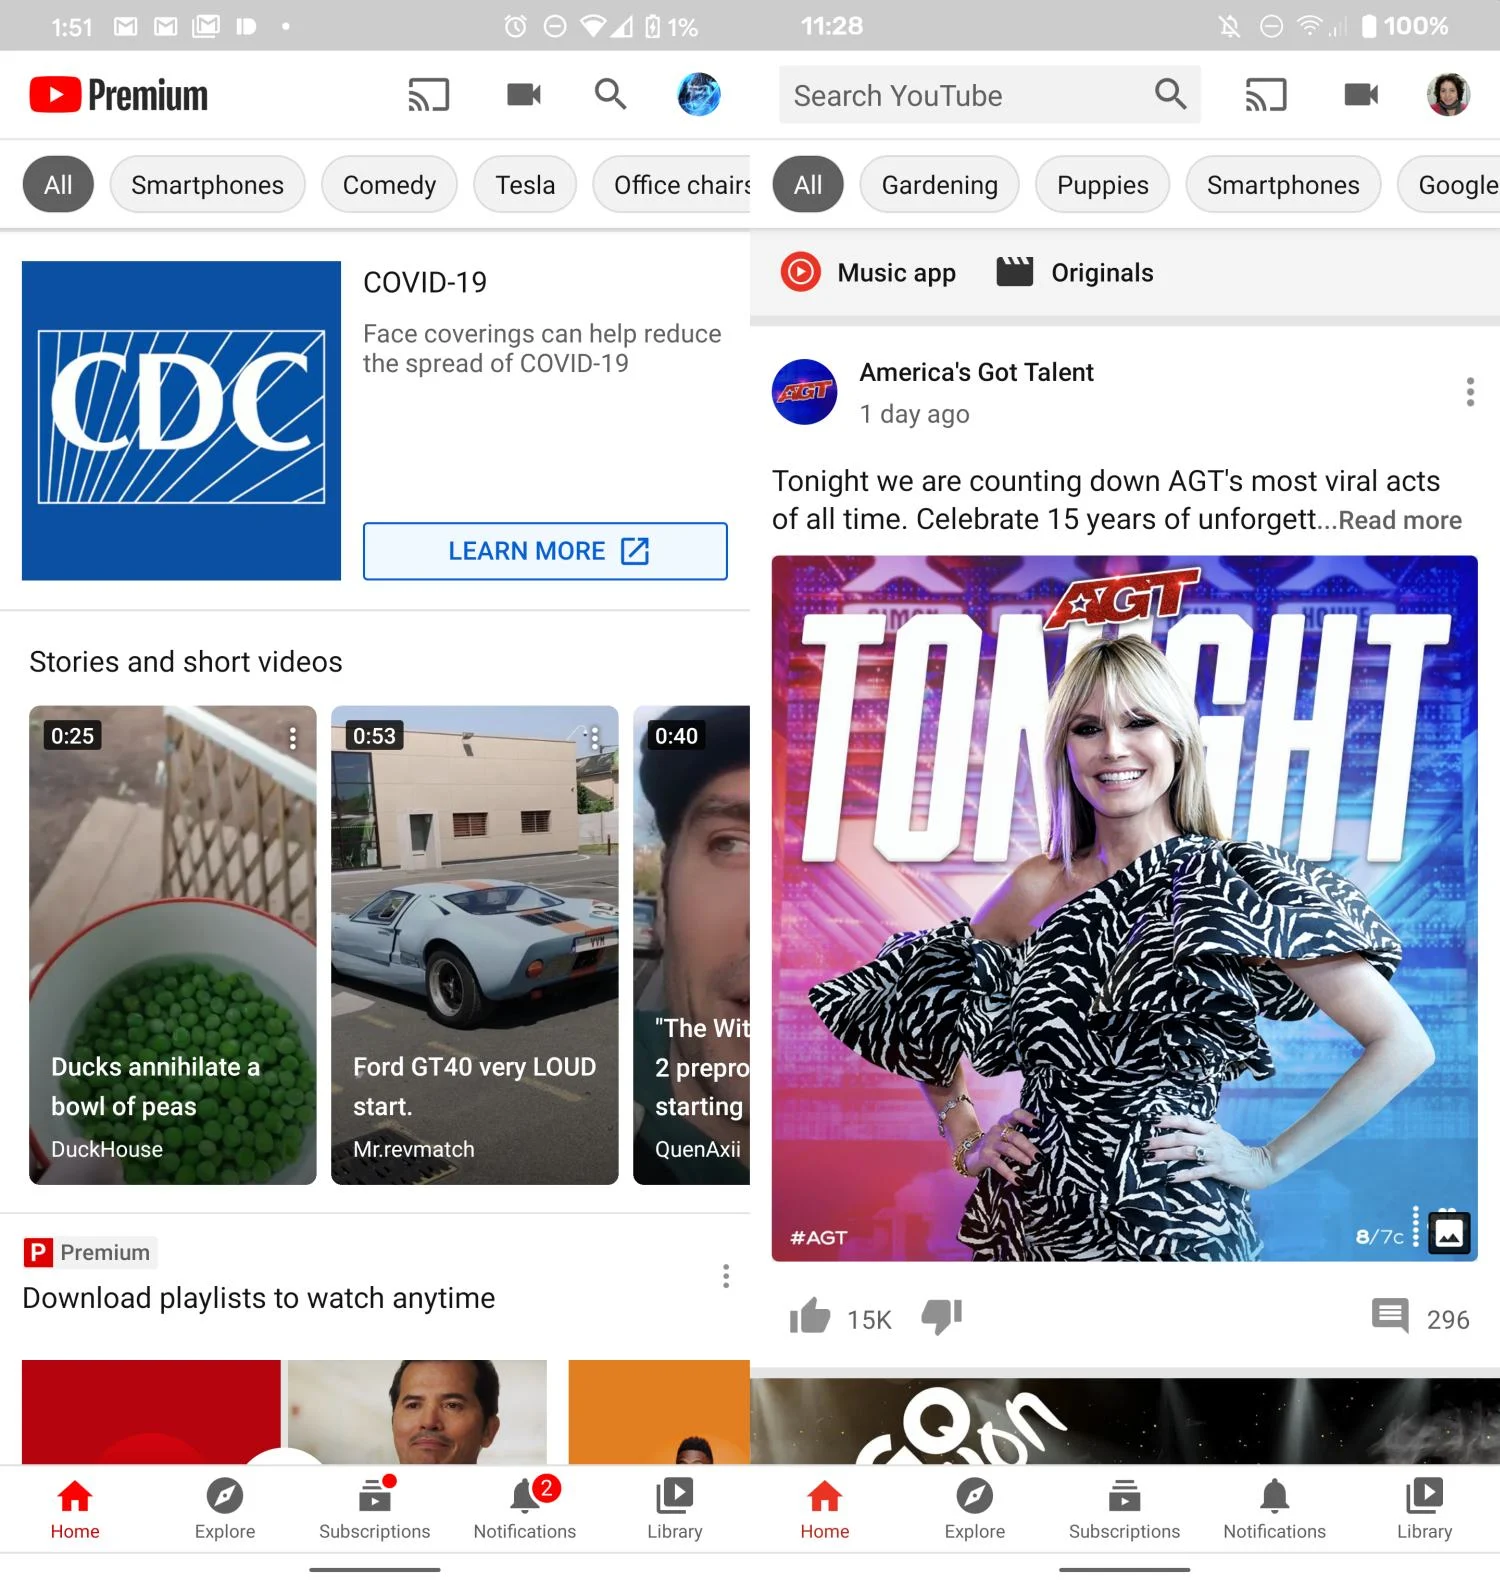 1:51
1%
Premium
All
Smartphones
Comedy
Tesla
Office chairs
CDC
COVID-19
Face coverings can help reduce
the spread of COVID-19
LEARN MORE
Stories and short videos
0:25
Ducks annihilate a
bowl of peas
DuckHouse
0:53
Ford GT40 very LOUD
start.
Mr.revmatch
0:40
"The Wit
2 prepro
starting
QuenAxii
P Premium
Download playlists to watch anytime
Home
Explore
Subscriptions
2
Notifications
Library
11:28
100%
Search YouTube
All
Gardening
Puppies
Smartphones
Google
Music app
Originals
AGT
America's Got Talent
1 day ago
Tonight we are counting down AGT's most viral acts
of all time. Celebrate 15 years of unforgett...Read more
AGT
TONIGHT
#AGT
8/7c
15K
296
Home
Explore
Subscriptions
Notifications
Library